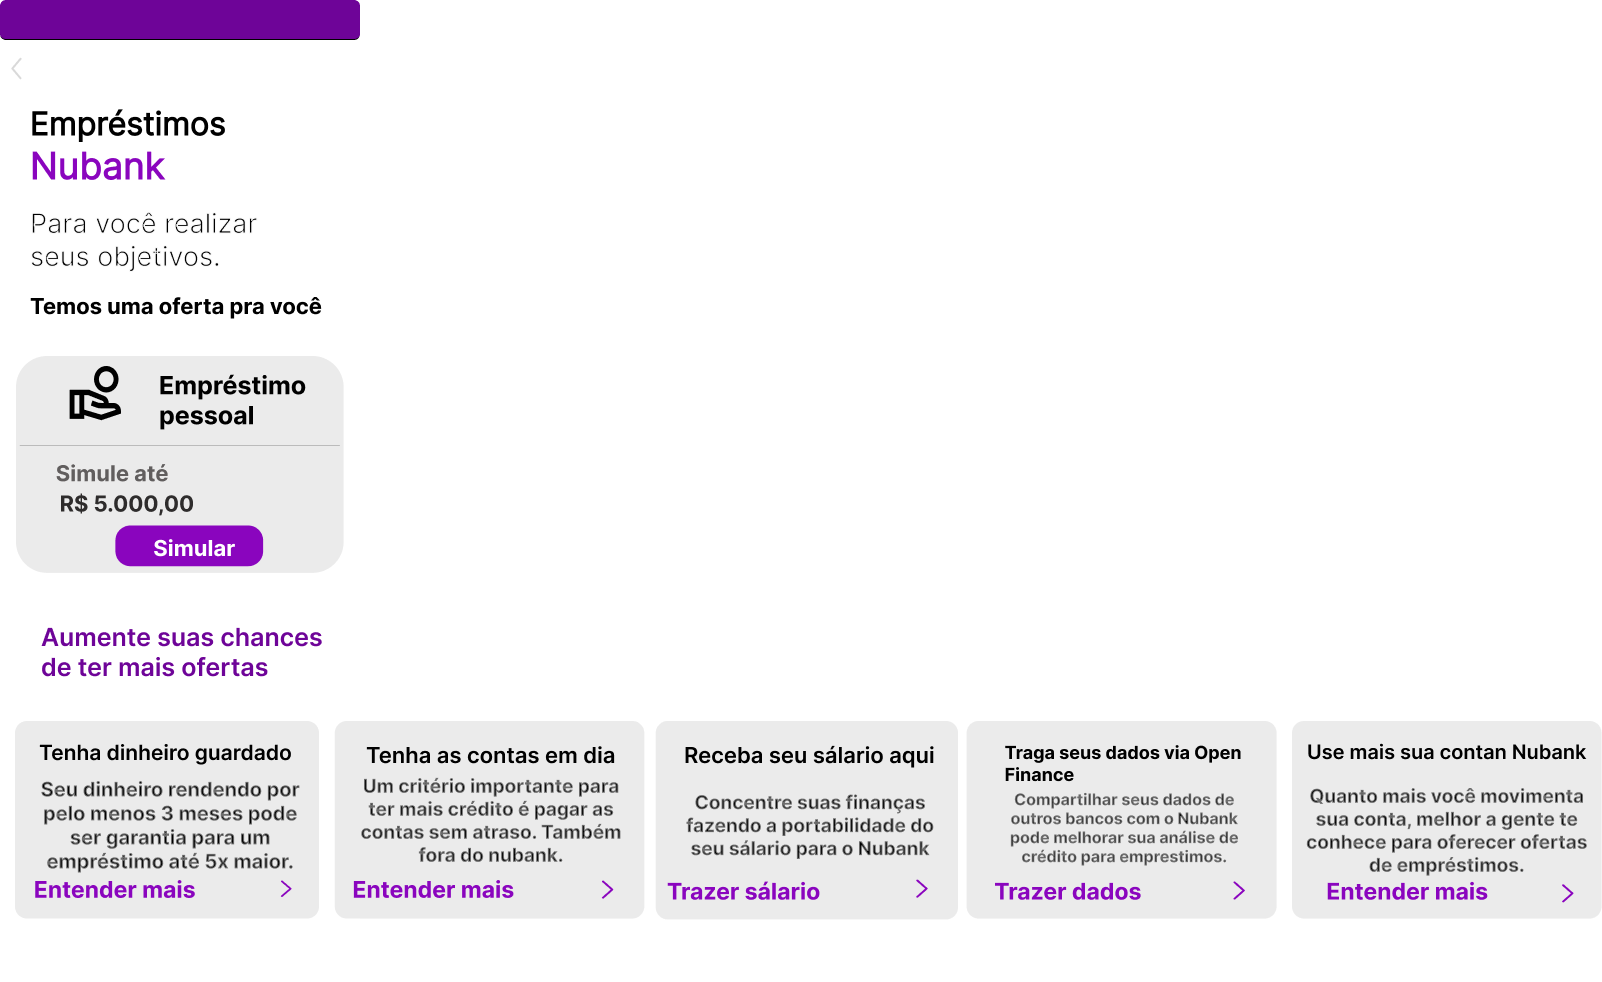 Empréstimos
Nubank
Para você realizar
seus objetivos.
Temos uma oferta pra você
Empréstimo
pessoal
Simule até
R$ 5.000,00
Simular
Aumente suas chances
de ter mais ofertas
Tenha dinheiro guardado
Seu dinheiro rendendo por
pelo menos 3 meses pode
ser garantia para um
empréstimo até 5x maior.
Entender mais
Tenha as contas em dia
Um critério importante para
ter mais crédito é pagar as
contas sem atraso. Também
fora do nubank.
Entender mais
Receba seu sálario aqui
Concentre suas finanças
fazendo a portabilidade do
seu sálario para o Nubank
Trazer sálario
Traga seus dados via Open
Finance
Compartilhar seus dados de
outros bancos com o Nubank
pode melhorar sua análise de
crédito para emprestimos.
Trazer dados
Use mais sua contan Nubank
Quanto mais você movimenta
sua conta, melhor a gente te
conhece para oferecer ofertas
de empréstimos.
Entender mais